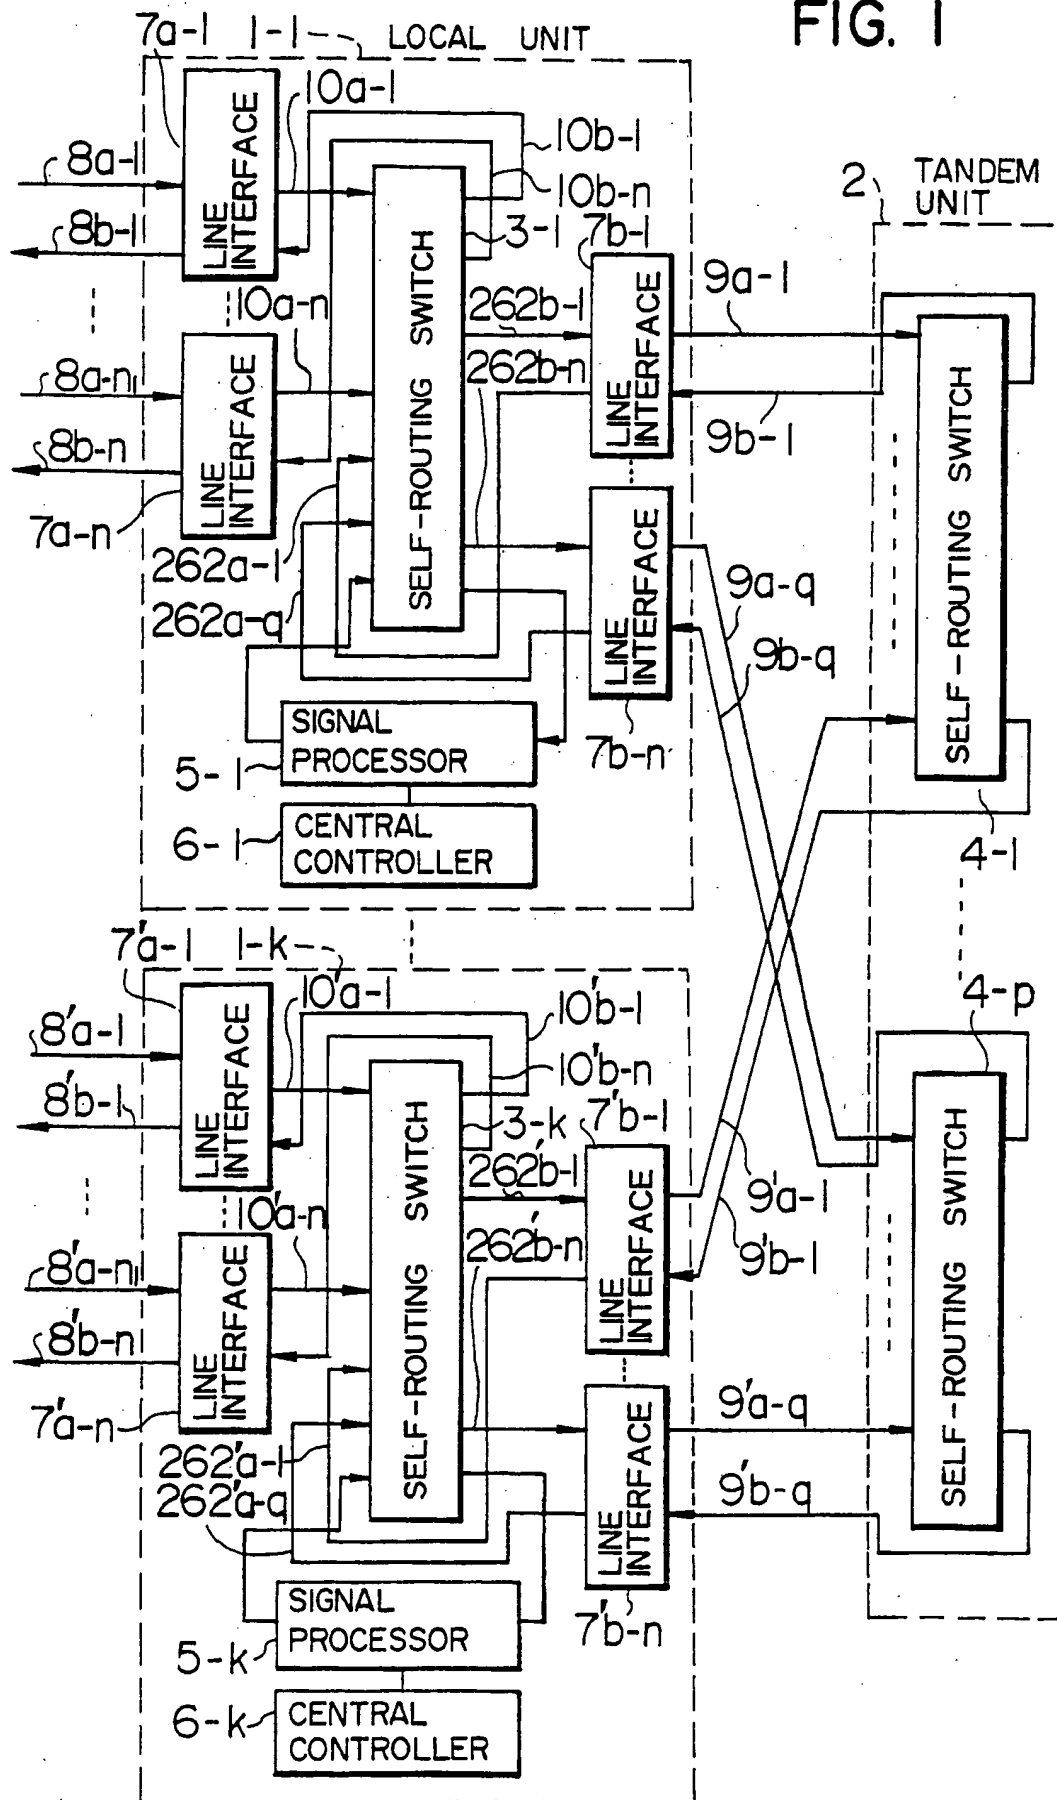 FIG. 1
7a-1
1-1
LOCAL UNIT
10a-1
LINE
INTERFACE
8a-1
8b-1
10b-1
10b-n
3-1
7b-1
2
TANDEM
UNIT
SELF-ROUTING SWITCH
262b-1
9a-1
10a-n
LINE
INTERFACE
8a-n
262b-n
LINE
INTERFACE
9b-1
8b-n
SELF-ROUTING SWITCH
7a-n
262a-1
262a-q
LINE
INTERFACE
9a-q
9b-q
7b-n
SIGNAL
PROCESSOR
5-1
CENTRAL
CONTROLLER
6-1
4-1
7'a-1
1-k
10'a-1
4-p
10'b-1
8'a-1
LINE
INTERFACE
10'b-n
8'b-1
3-k
7'b-1
SELF-ROUTING SWITCH
262'b-1
9'a-1
10'a-n
262'b-n
9'b-1
8'a-n
LINE
INTERFACE
LINE
INTERFACE
SELF-ROUTING SWITCH
8'b-n
7'a-n
9'a-q
262'a-1
262'a-q
LINE
INTERFACE
9'b-q
7'b-n
SIGNAL
PROCESSOR
5-k
CENTRAL
CONTROLLER
6-k